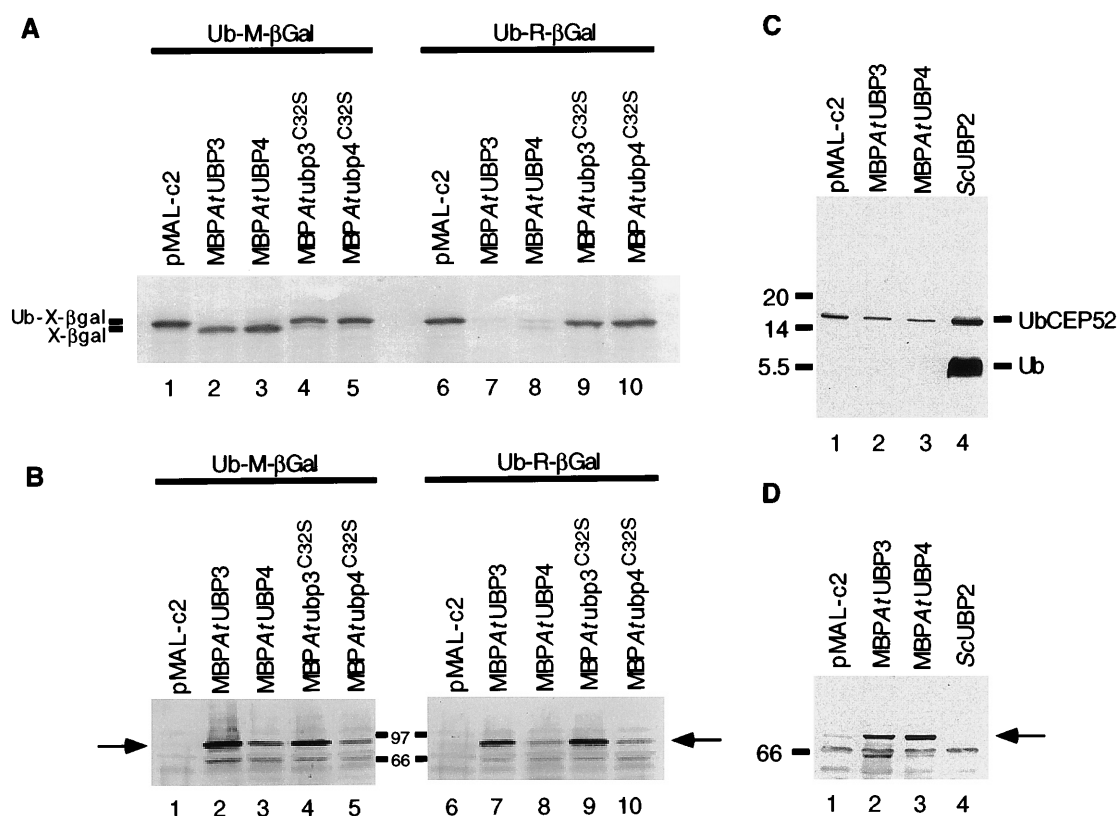 A
Ub-M-βGal
Ub-R-βGal
pMAL-c2
MBPAtUBP3
MBPAtUBP4
MBPAtubp3C32S
MBPAtubp4C32S
pMAL-c2
MBPAtUBP3
MBPAtUBP4
MBPAtubp3C32S
MBPAtubp4C32S
Ub-X-βgal
X-βgal
1 2 3 4 5 6 7 8 9 10
B
Ub-M-βGal
Ub-R-βGal
pMAL-c2
MBPAtUBP3
MBPAtUBP4
MBPAtubp3C32S
MBPAtubp4C32S
pMAL-c2
MBPAtUBP3
MBPAtUBP4
MBPAtubp3C32S
MBPAtubp4C32S
97
66
1 2 3 4 5 6 7 8 9 10
C
pMAL-c2
MBPAtUBP3
MBPAtUBP4
ScUBP2
20
14
5.5
UbCEP52
Ub
1 2 3 4
D
pMAL-c2
MBPAtUBP3
MBPAtUBP4
ScUBP2
66
1 2 3 4